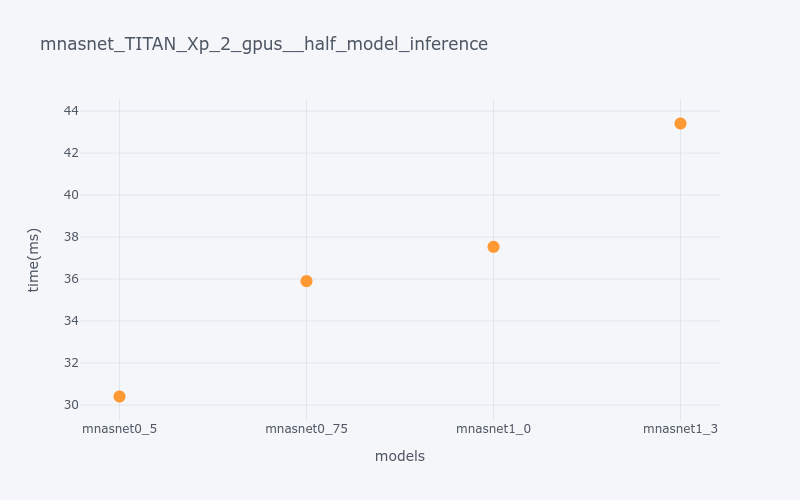 mnasnet_TITAN_Xp_2_gpus__half_model_inference
44
42
40
38
36
34
32
30
time(ms)
mnasnet0_5 mnasnet0_75 mnasnet1_0 mnasnet1_3
models